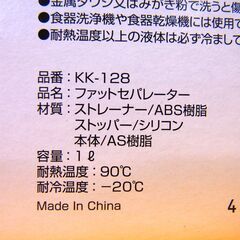 ●金属タワシ又はみがき粉で洗うと傷
●食器洗浄機や食器乾燥機には使用で
●耐熱温度以上の液体は必ず冷まして
品番：KK-128
品名：ファットセパレーター
材質：ストレーナー/ABS樹脂
ストッパー/シリコン
本体/AS樹脂
容量：1ℓ
耐熱温度：90℃
耐冷温度：−20℃
Made In China
4